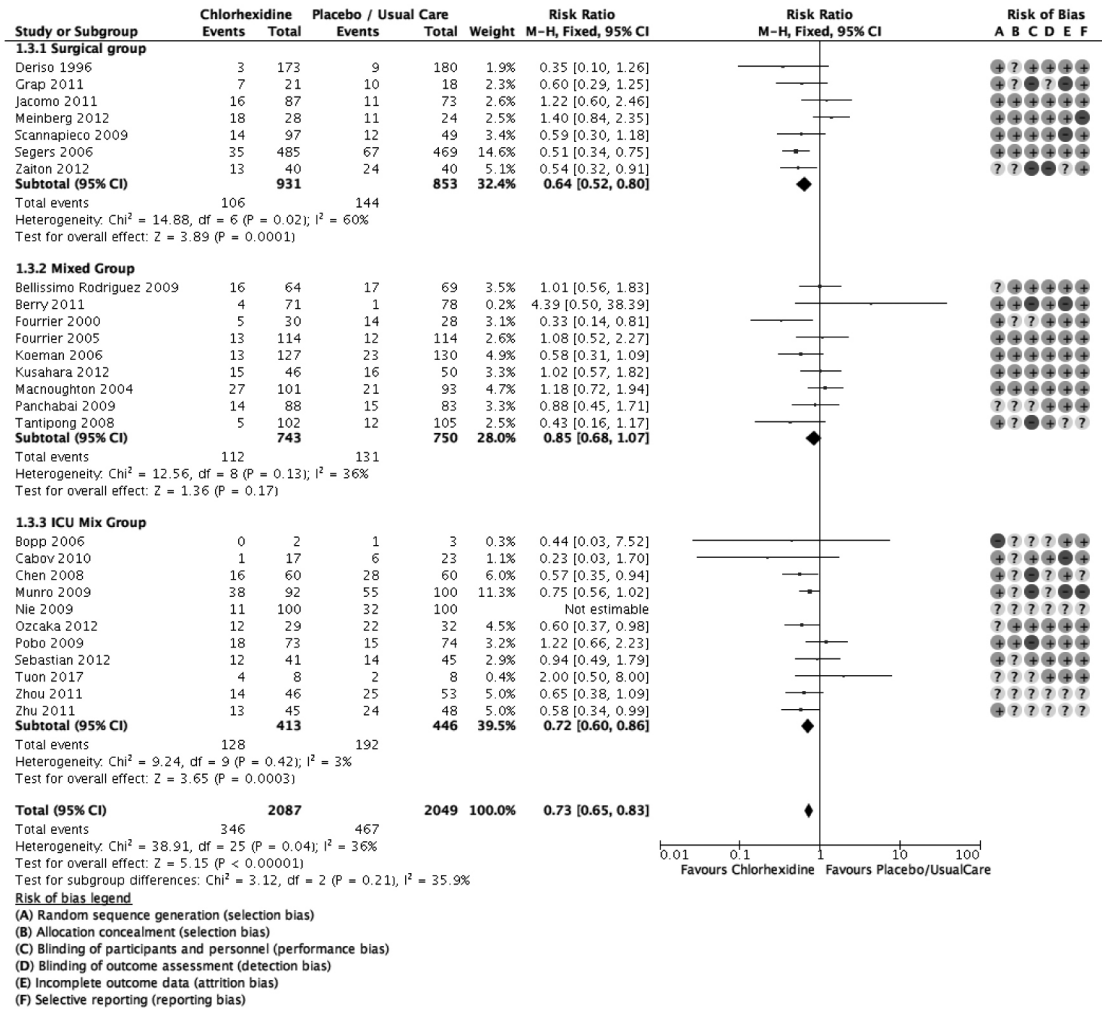 Chlorhexidine Placebo / Usual Care Risk Ratio Risk Ratio Risk of Bias
Study or Subgroup Events Total Events Total Weight M-H, Fixed, 95% CI M-H, Fixed, 95% CI A B C D E F
1.3.1 Surgical group
Deriso 1996 3 173 9 180 1.9% 0.35 [0.10, 1.26] + ? + + + +
Grap 2011 7 21 10 18 2.3% 0.60 [0.29, 1.25] + ? - ? - +
Jacomo 2011 16 87 11 73 2.6% 1.22 [0.60, 2.46] + + + + + +
Meinberg 2012 18 28 11 24 2.5% 1.40 [0.84, 2.35] + + + + + -
Scannapieco 2009 14 97 12 49 3.4% 0.59 [0.30, 1.18] + + + + - +
Segers 2006 35 485 67 469 14.6% 0.51 [0.34, 0.75] + + + + + +
Zaiton 2012 13 40 24 40 5.1% 0.54 [0.32, 0.91] ? ? - - ? +
Subtotal (95% CI) 931 853 32.4% 0.64 [0.52, 0.80]
Total events 106 144
Heterogeneity: Chi² = 14.88, df = 6 (P = 0.02); I² = 60%
Test for overall effect: Z = 3.89 (P = 0.0001)
1.3.2 Mixed Group
Bellissimo Rodriguez 2009 16 64 17 69 3.5% 1.01 [0.56, 1.83] ? + + + + +
Berry 2011 4 71 1 78 0.2% 4.39 [0.50, 38.39] + + - + - +
Fourrier 2000 5 30 14 28 3.1% 0.33 [0.14, 0.81] + ? ? + + +
Fourrier 2005 13 114 12 114 2.6% 1.08 [0.52, 2.27] + + + + + +
Koeman 2006 13 127 23 130 4.9% 0.58 [0.31, 1.09] + + + + + +
Kusahara 2012 15 46 16 50 3.3% 1.02 [0.57, 1.82] + + + + + +
Macnoughton 2004 27 101 21 93 4.7% 1.18 [0.72, 1.94] + + + + + +
Panchabai 2009 14 88 15 83 3.3% 0.88 [0.45, 1.71] ? ? ? + + +
Tantipong 2008 5 102 12 105 2.5% 0.43 [0.16, 1.17] + + - + ? ?
Subtotal (95% CI) 743 750 28.0% 0.85 [0.68, 1.07]
Total events 112 131
Heterogeneity: Chi² = 12.56, df = 8 (P = 0.13); I² = 36%
Test for overall effect: Z = 1.36 (P = 0.17)
1.3.3 ICU Mix Group
Bopp 2006 0 2 1 3 0.3% 0.44 [0.03, 7.52] - ? ? ? + +
Cabov 2010 1 17 6 23 1.1% 0.23 [0.03, 1.70] + ? + + - +
Chen 2008 16 60 28 60 6.0% 0.57 [0.35, 0.94] + ? - ? + ?
Munro 2009 38 92 55 100 11.3% 0.75 [0.56, 1.02] + ? - ? - -
Nie 2009 11 100 32 100 Not estimable ? ? ? ? ? ?
Ozcaka 2012 12 29 22 32 4.5% 0.60 [0.37, 0.98] ? + + + + +
Pobo 2009 18 73 15 74 3.2% 1.22 [0.66, 2.23] + + - + + +
Sebastian 2012 12 41 14 45 2.9% 0.94 [0.49, 1.79] + ? + + + +
Tuon 2017 4 8 2 8 0.4% 2.00 [0.50, 8.00] ? ? ? + + +
Zhou 2011 14 46 25 53 5.0% 0.65 [0.38, 1.09] ? ? ? ? ? ?
Zhu 2011 13 45 24 48 5.0% 0.58 [0.34, 0.99] + ? ? ? ? ?
Subtotal (95% CI) 413 446 39.5% 0.72 [0.60, 0.86]
Total events 128 192
Heterogeneity: Chi² = 9.24, df = 9 (P = 0.42); I² = 3%
Test for overall effect: Z = 3.65 (P = 0.0003)
Total (95% CI) 2087 2049 100.0% 0.73 [0.65, 0.83]
Total events 346 467
Heterogeneity: Chi² = 38.91, df = 25 (P = 0.04); I² = 36%
Test for overall effect: Z = 5.15 (P < 0.00001)
Test for subgroup differences: Chi² = 3.12, df = 2 (P = 0.21), I² = 35.9%
0.01 0.1 1 10 100
Favours Chlorhexidine Favours Placebo/UsualCare
Risk of bias legend
(A) Random sequence generation (selection bias)
(B) Allocation concealment (selection bias)
(C) Blinding of participants and personnel (performance bias)
(D) Blinding of outcome assessment (detection bias)
(E) Incomplete outcome data (attrition bias)
(F) Selective reporting (reporting bias)